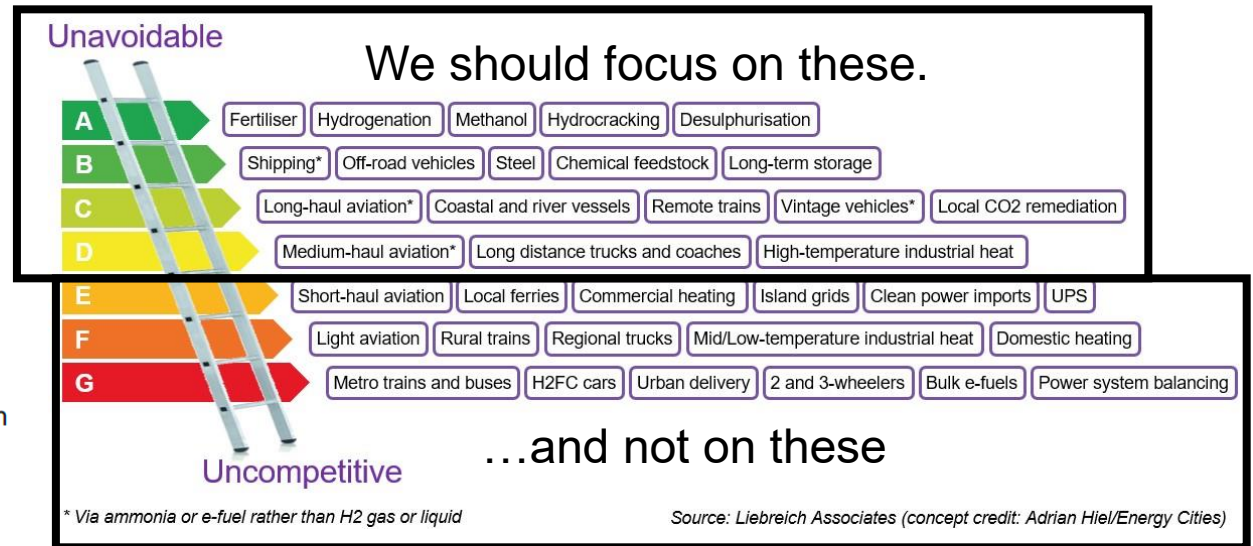 Unavoidable
We should focus on these.
A Fertiliser Hydrogenation Methanol Hydrocracking Desulphurisation
B Shipping* Off-road vehicles Steel Chemical feedstock Long-term storage
C Long-haul aviation* Coastal and river vessels Remote trains Vintage vehicles* Local CO2 remediation
D Medium-haul aviation* Long distance trucks and coaches High-temperature industrial heat
E Short-haul aviation Local ferries Commercial heating Island grids Clean power imports UPS
F Light aviation Rural trains Regional trucks Mid/Low-temperature industrial heat Domestic heating
G Metro trains and buses H2FC cars Urban delivery 2 and 3-wheelers Bulk e-fuels Power system balancing
…and not on these
Uncompetitive
* Via ammonia or e-fuel rather than H2 gas or liquid
Source: Liebreich Associates (concept credit: Adrian Hiel/Energy Cities)